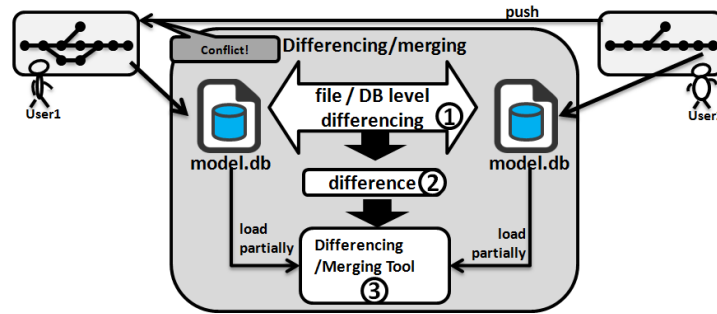 push
Conflict!
Differencing/merging
User1
file / DB level
differencing ①
model.db
model.db
difference ②
load
partially
Differencing
/Merging Tool
③
load
partially